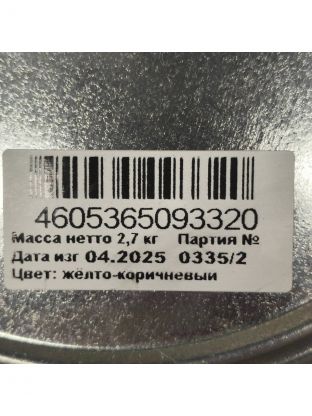 4605365093320
Масса нетто 2,7 кг Партия №
Дата изг 04.2025 0335/2
Цвет: жёлто-коричневый